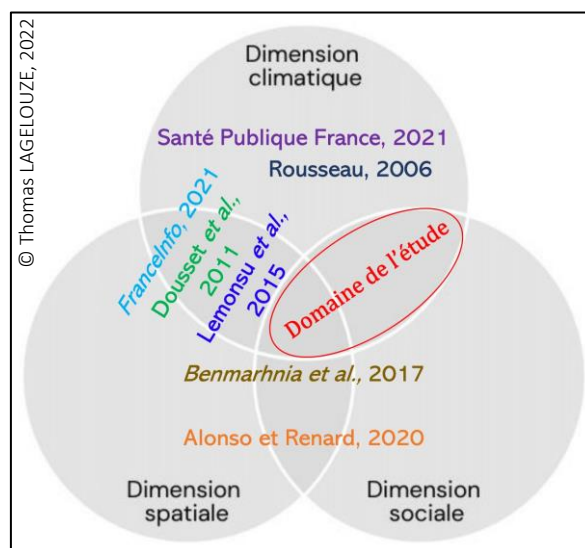 © Thomas LAGELOUZE, 2022
Dimension
climatique
Santé Publique France, 2021
Rousseau, 2006
FranceInfo, 2021
Dousset et al.,
2011
Lemonsu et al.,
2015
Domaine de l'étude
Benmarhnia et al., 2017
Alonso et Renard, 2020
Dimension
spatiale
Dimension
sociale